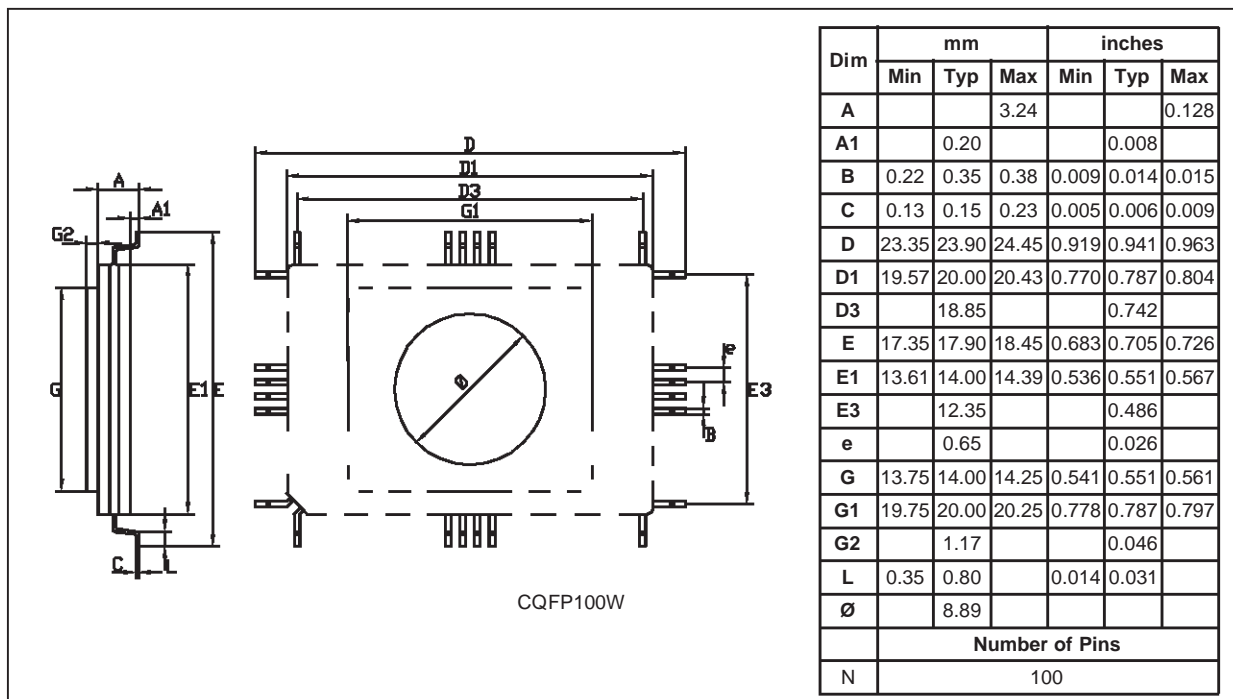 D
D1
D3
G1
A
A1
G2
G
E1
E
e
Ø
E3
B
C
L
CQFP100W
Dim mm inches
Min Typ Max Min Typ Max
A 3.24 0.128
A1 0.20 0.008
B 0.22 0.35 0.38 0.009 0.014 0.015
C 0.13 0.15 0.23 0.005 0.006 0.009
D 23.35 23.90 24.45 0.919 0.941 0.963
D1 19.57 20.00 20.43 0.770 0.787 0.804
D3 18.85 0.742
E 17.35 17.90 18.45 0.683 0.705 0.726
E1 13.61 14.00 14.39 0.536 0.551 0.567
E3 12.35 0.486
e 0.65 0.026
G 13.75 14.00 14.25 0.541 0.551 0.561
G1 19.75 20.00 20.25 0.778 0.787 0.797
G2 1.17 0.046
L 0.35 0.80 0.014 0.031
Ø 8.89
Number of Pins
N 100